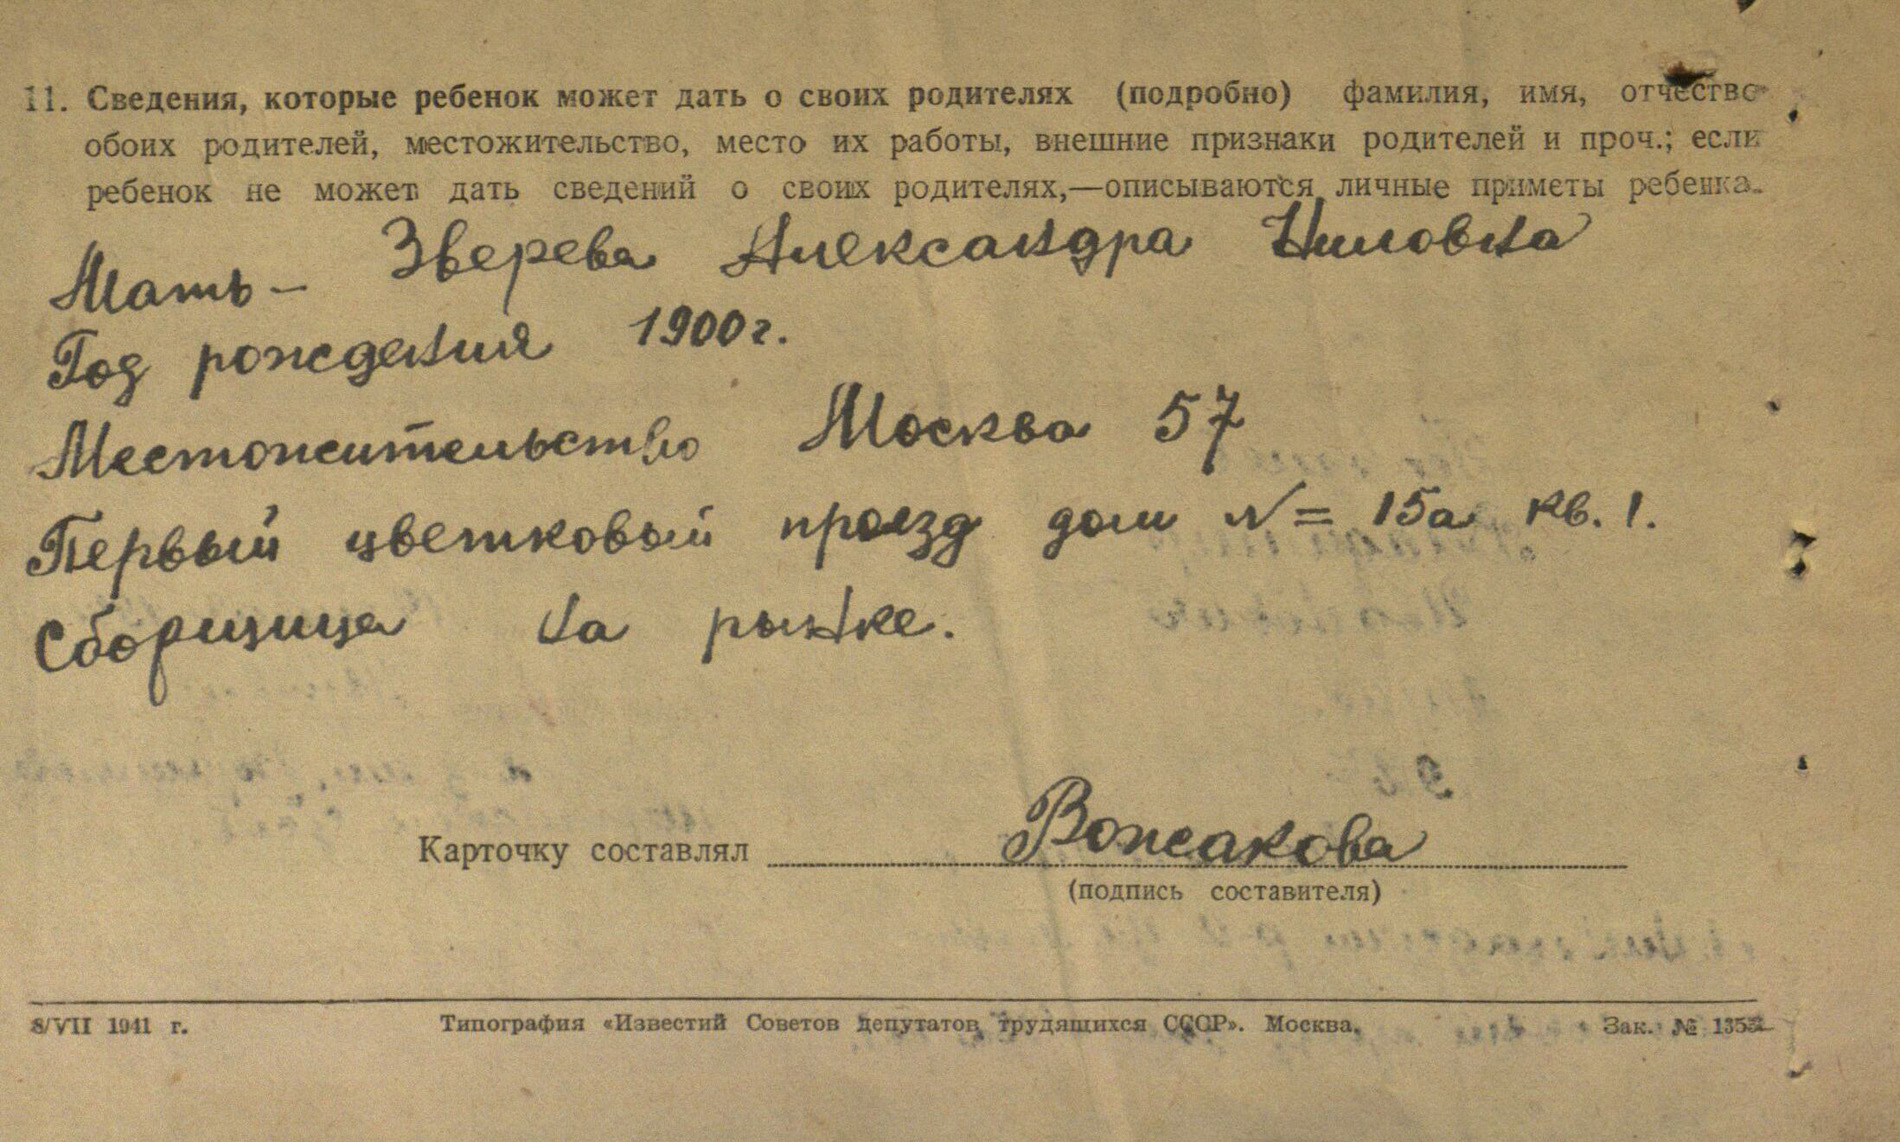 11. Сведения, которые ребенок может дать о своих родителях (подробно) фамилия, имя, отчество
обоих родителей, местожительство, место их работы, внешние признаки родителей и проч.; если
ребенок не может дать сведений о своих родителях,—описываются личные приметы ребенка.
Мать – Зверева Александра Ниловна
Год рождения 1900 г.
Местожительство Москва 57
Первый цветковый проезд дом N= 15а кв. 1.
Сборщица на рынке.
Карточку составлял Вожакова
(подпись составителя)
8/VII 1941 г. Типография «Известий Советов депутатов трудящихся СССР». Москва. Зак. №